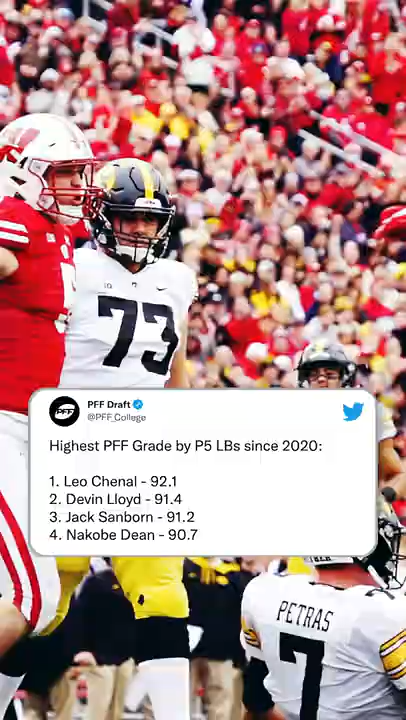 73
PFF
PFF Draft
@PFF_College
Highest PFF Grade by P5 LBs since 2020:
1. Leo Chenal - 92.1
2. Devin Lloyd - 91.4
3. Jack Sanborn - 91.2
4. Nakobe Dean - 90.7
PETRAS
7